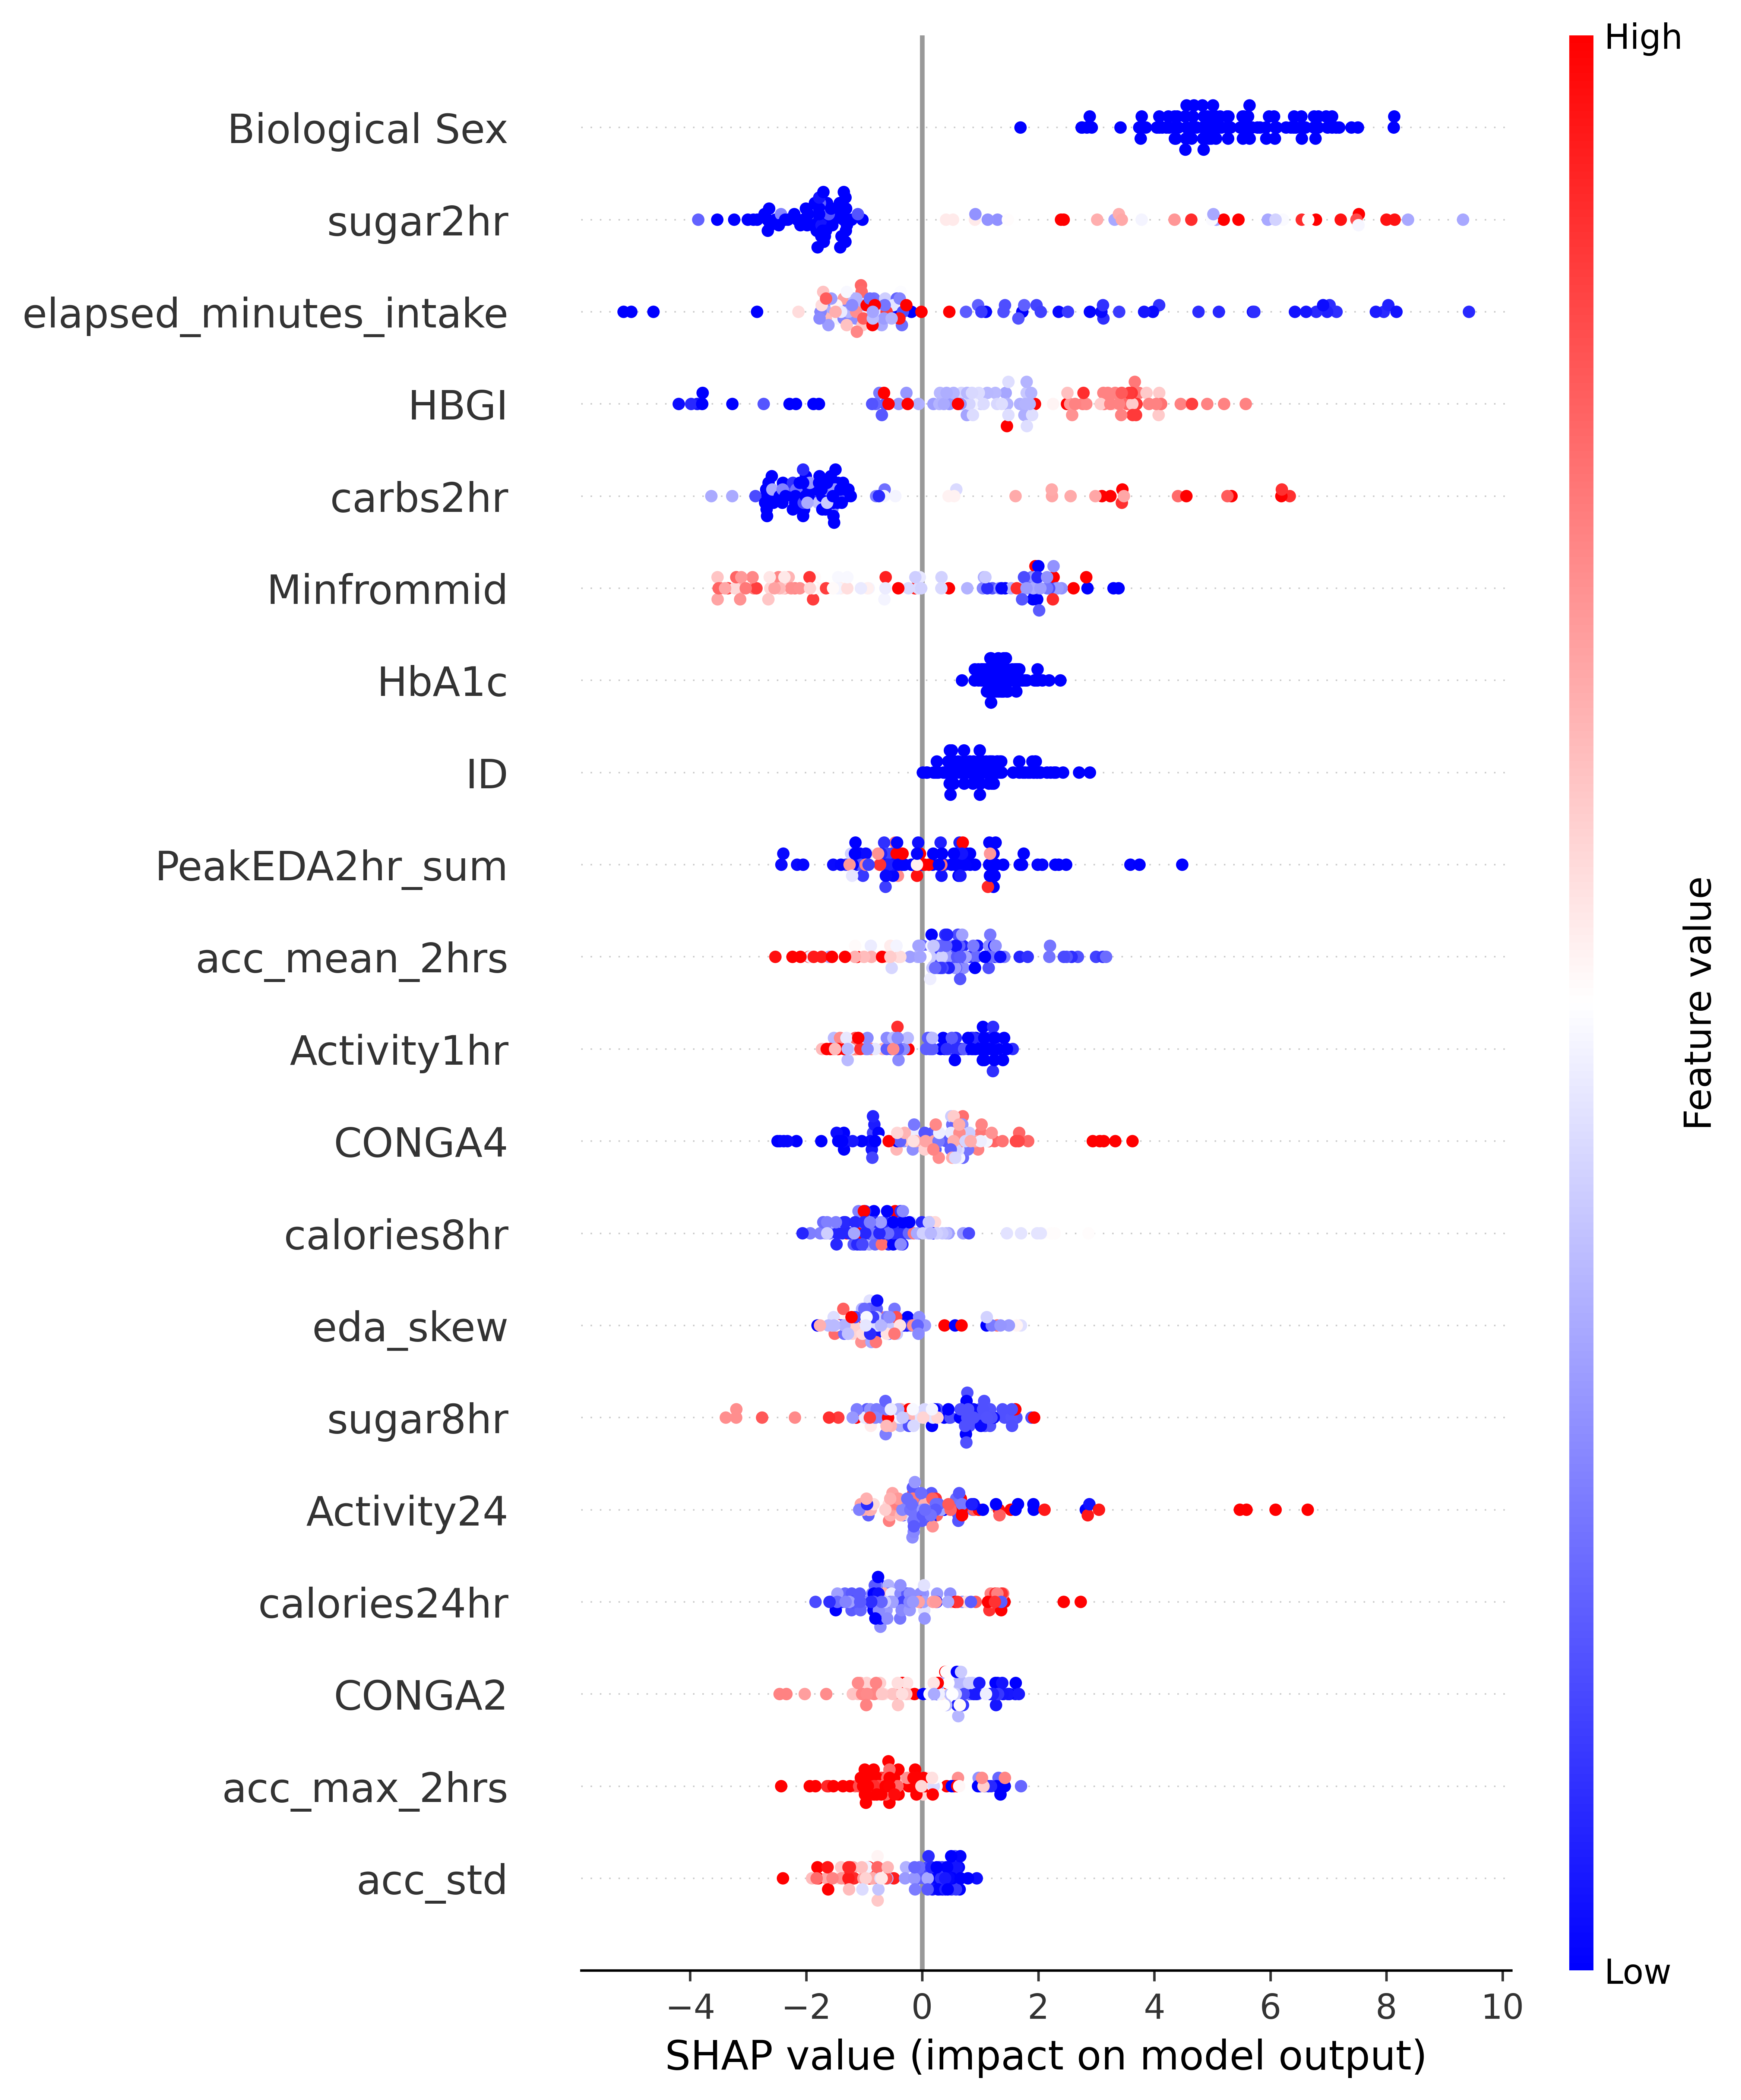 High
Biological Sex
sugar2hr
elapsed_minutes_intake
HBGI
carbs2hr
Minfrommid
HbA1c
ID
PeakEDA2hr_sum
acc_mean_2hrs
Activity1hr
CONGA4
calories8hr
eda_skew
sugar8hr
Activity24
calories24hr
CONGA2
acc_max_2hrs
acc_std
Feature value
Low
−4 −2 0 2 4 6 8 10
SHAP value (impact on model output)